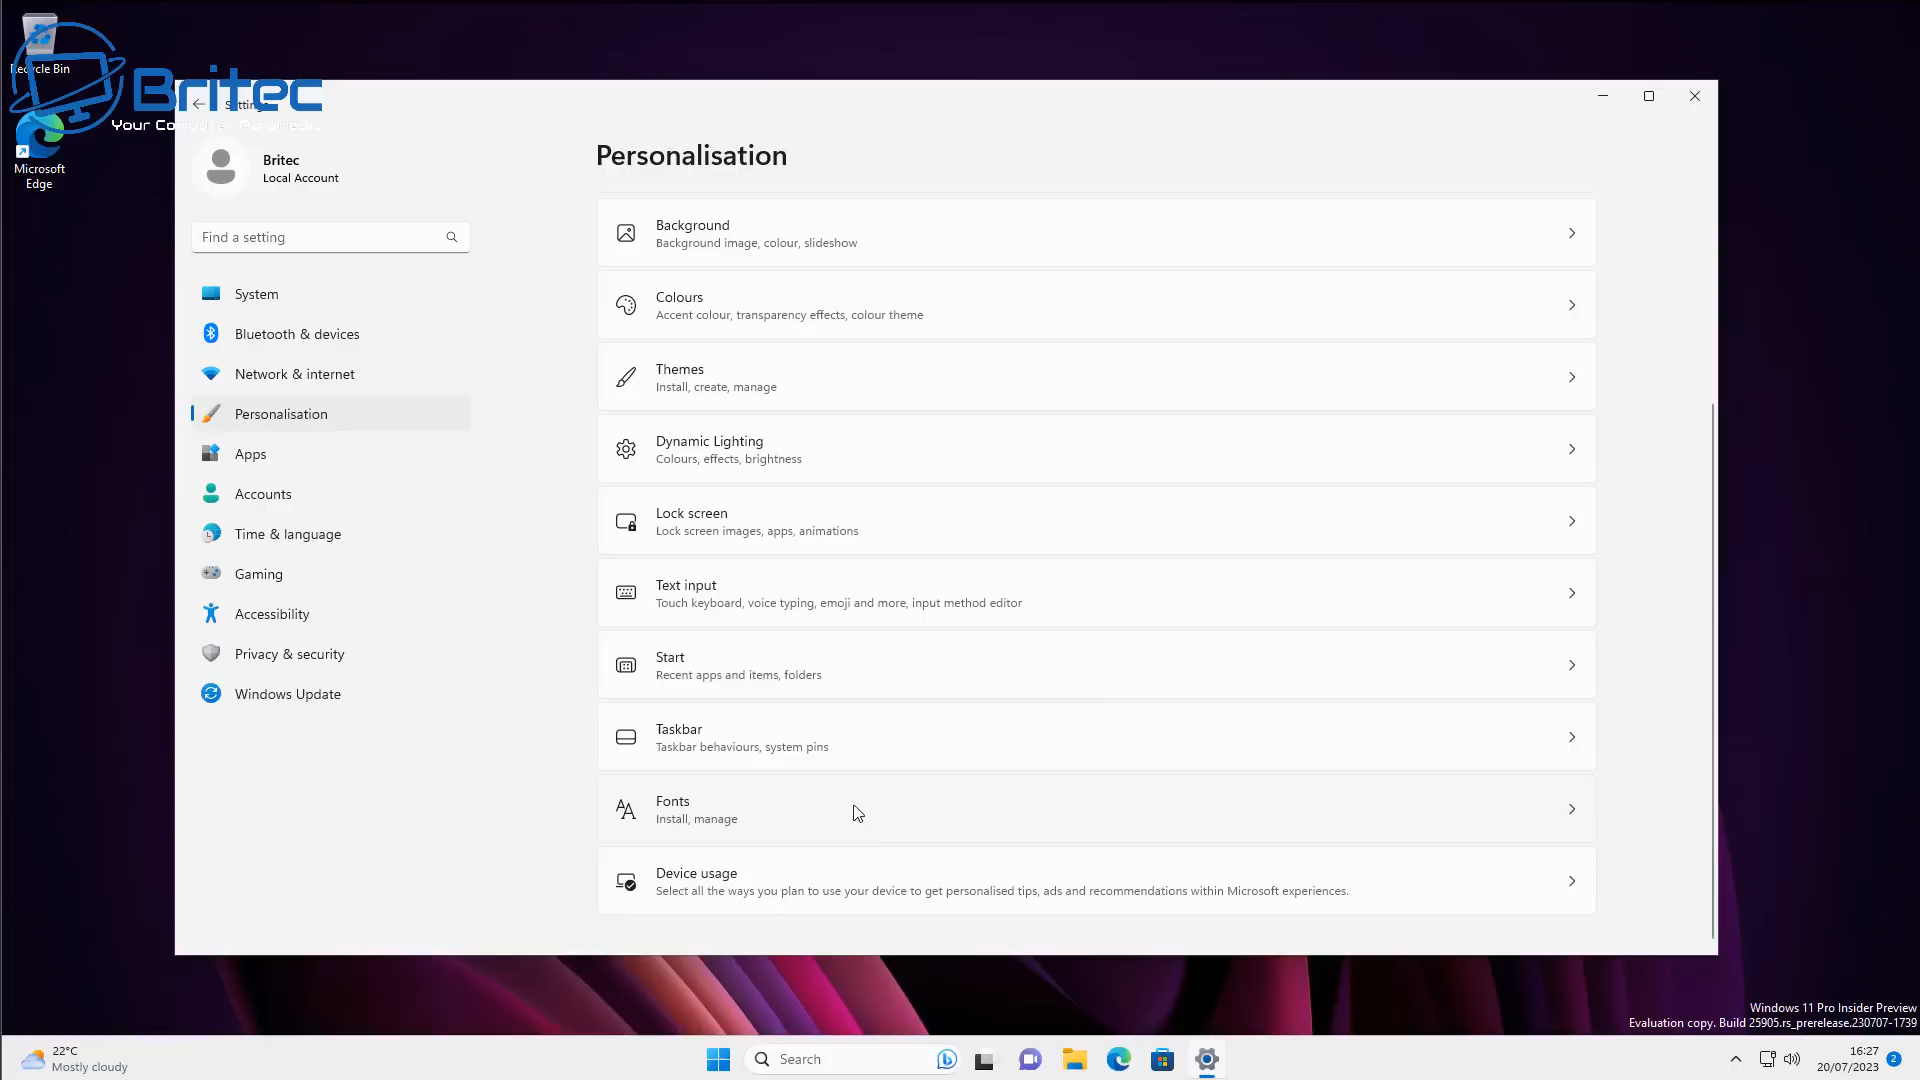 Recycle Bin
Britec
Settings
Microsoft
Edge
Britec
Local Account
Find a setting
System
Bluetooth & devices
Network & internet
Personalisation
Apps
Accounts
Time & language
Gaming
Accessibility
Privacy & security
Windows Update
Personalisation
Background
Background image, colour, slideshow
Colours
Accent colour, transparency effects, colour theme
Themes
Install, create, manage
Dynamic Lighting
Colours, effects, brightness
Lock screen
Lock screen images, apps, animations
Text input
Touch keyboard, voice typing, emoji and more, input method editor
Start
Recent apps and items, folders
Taskbar
Taskbar behaviours, system pins
Fonts
Install, manage
Device usage
Select all the ways you plan to use your device to get personalised tips, ads and recommendations within Microsoft experiences.
Windows 11 Pro Insider Preview
Evaluation copy. Build 25905.rs_prerelease.230707-1739
22°C
Mostly cloudy
Search
16:27
20/07/2023
2